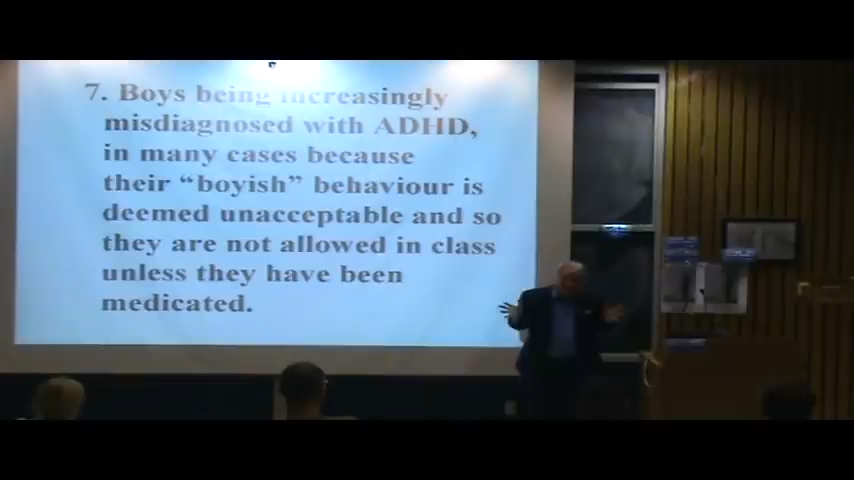 7. Boys being increasingly
misdiagnosed with ADHD,
in many cases because
their “boyish” behaviour is
deemed unacceptable and so
they are not allowed in class
unless they have been
medicated.